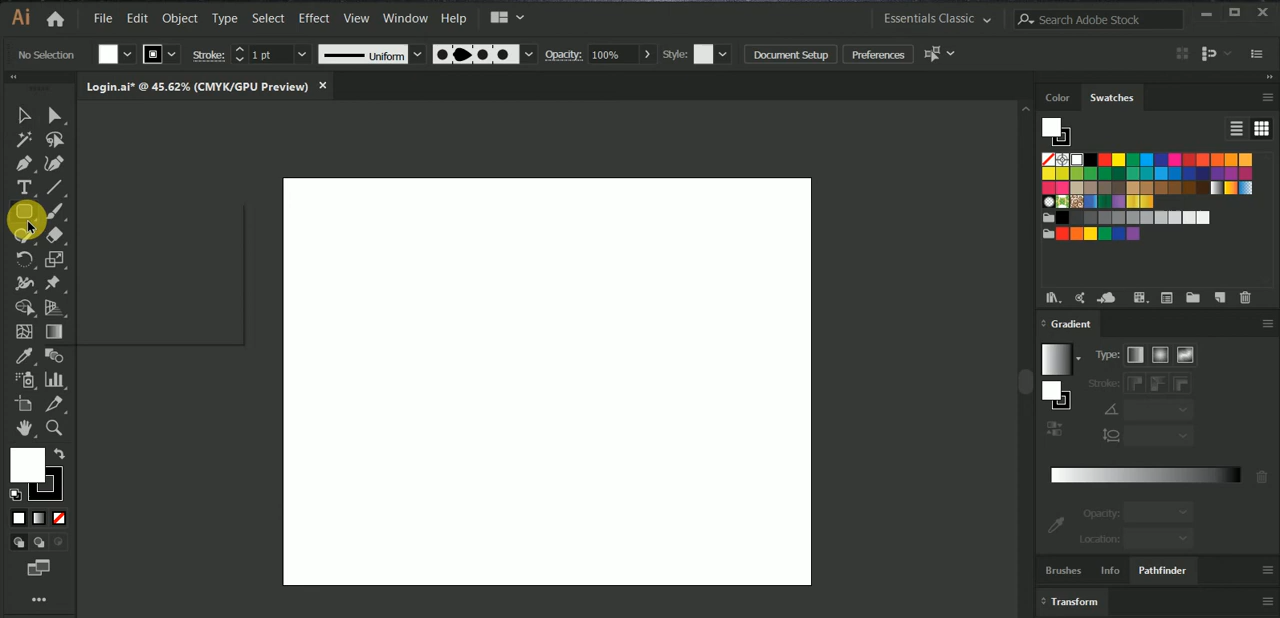 Ai File Edit Object Type Select Effect View Window Help Essentials Classic Search Adobe Stock
No Selection Stroke: 1 pt Uniform Opacity: 100% Style: Document Setup Preferences
Login.ai* @ 45.62% (CMYK/GPU Preview)
Color Swatches
T
Gradient
Type:
Stroke:
Opacity:
Location:
Brushes Info Pathfinder
Transform